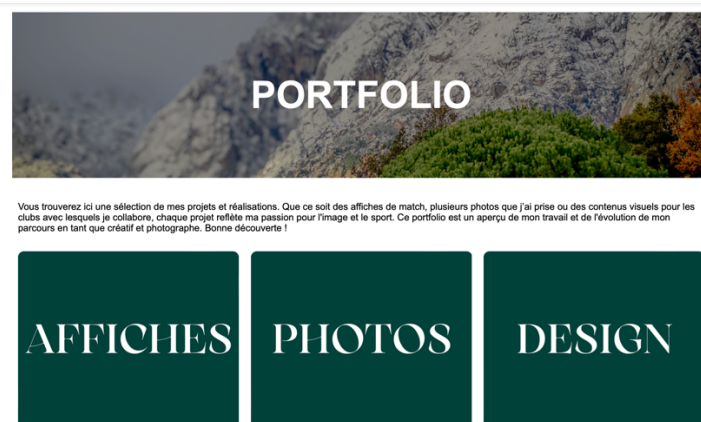 PORTFOLIO
Vous trouverez ici une sélection de mes projets et réalisations. Que ce soit des affiches de match, plusieurs photos que j'ai prise ou des contenus visuels pour les
clubs avec lesquels je collabore, chaque projet reflète ma passion pour l'image et le sport. Ce portfolio est un aperçu de mon travail et de l'évolution de mon
parcours en tant que créatif et photographe. Bonne découverte !
AFFICHES
PHOTOS
DESIGN